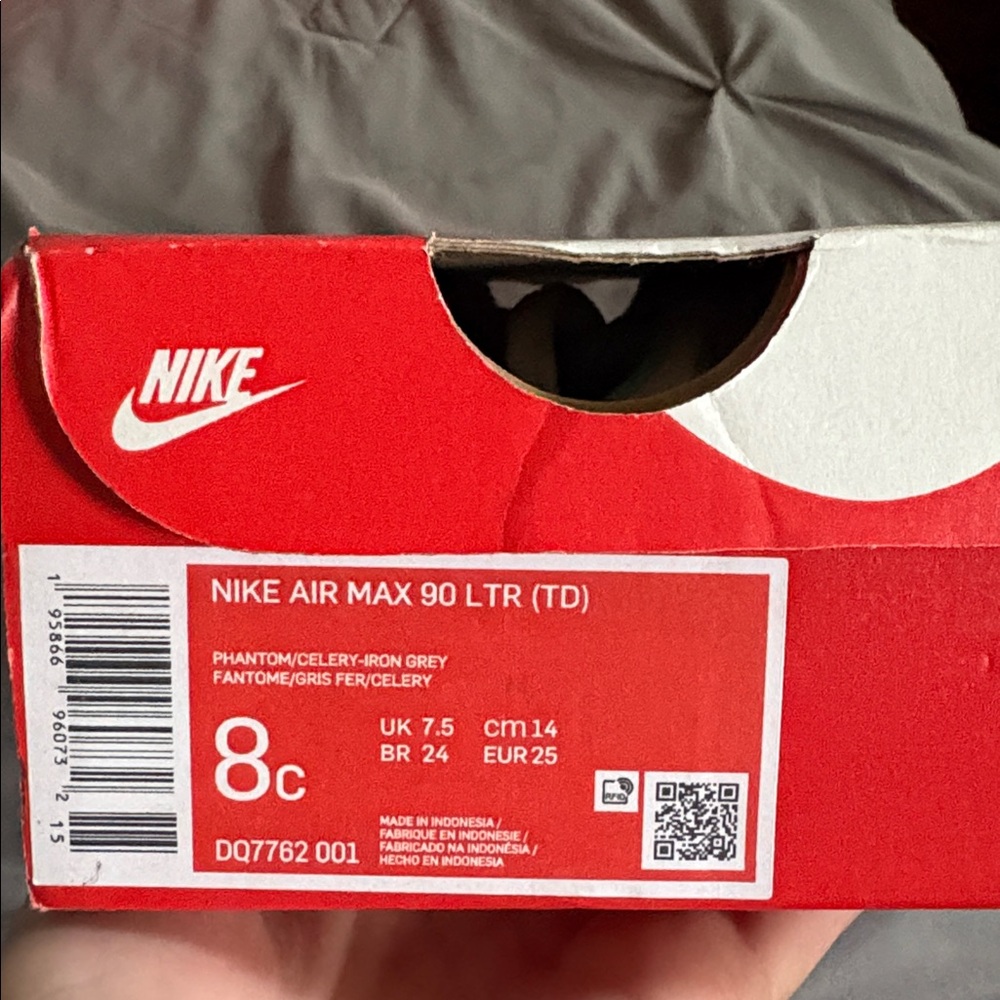 NIKE
1 95866 96073 2 15
NIKE AIR MAX 90 LTR (TD)
PHANTOM/CELERY-IRON GREY
FANTOME/GRIS FER/CELERY
8C
UK 7.5 cm 14
BR 24 EUR 25
RFID
DQ7762 001
MADE IN INDONESIA /
FABRIQUE EN INDONESIE /
FABRICADO NA INDONÉSIA /
HECHO EN INDONESIA